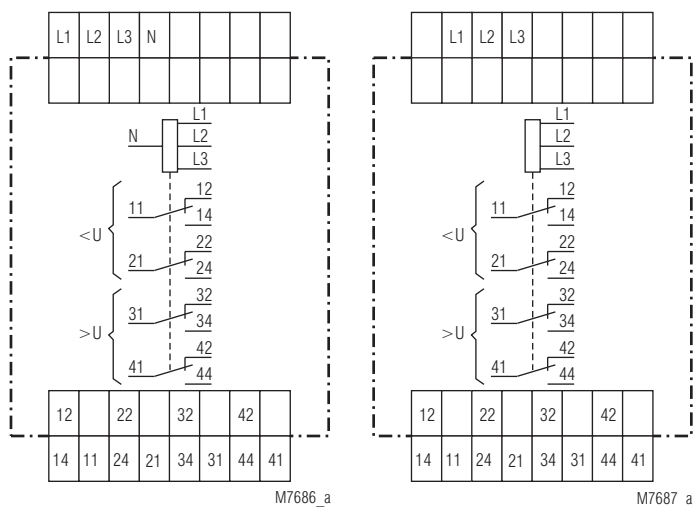 L1 L2 L3 N
L1
N L2
L3
12
11
14
<U
22
21
24
32
31
34
>U
42
41
44
12 22 32 42
14 11 24 21 34 31 44 41
M7686_a
L1 L2 L3
L1
L2
L3
12
11
14
<U
22
21
24
32
31
34
>U
42
41
44
12 22 32 42
14 11 24 21 34 31 44 41
M7687_a